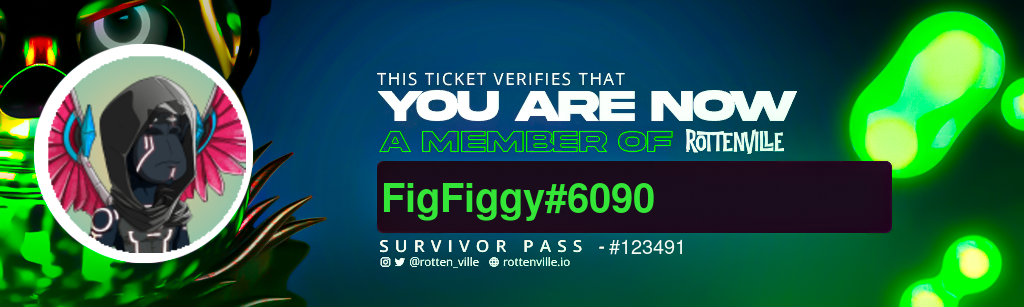 THIS TICKET VERIFIES THAT
YOU ARE NOW
A MEMBER OF ROTTENVILLE
FigFiggy#6090
SURVIVOR PASS - #123491
@rotten_ville rottenville.io